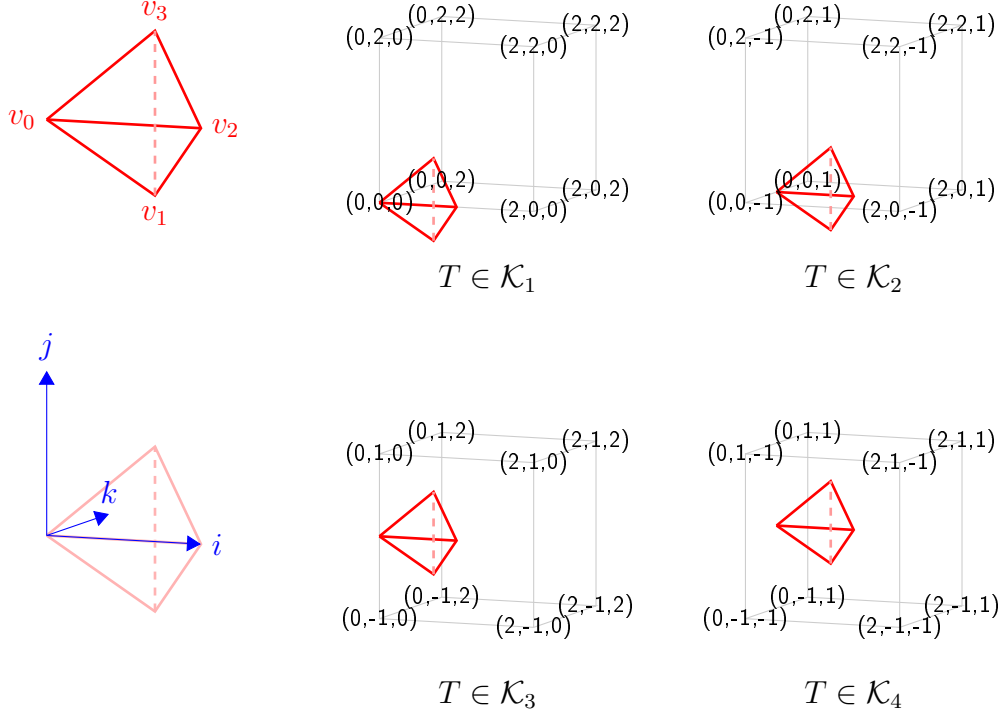 v₃
v₀
v₂
v₁
(0,2,2)
(2,2,2)
(0,2,0)
(2,2,0)
(0,0,2)
(2,0,2)
(0,0,0)
(2,0,0)
T ∈ 𝒦₁
(0,2,1)
(2,2,1)
(0,2,-1)
(2,2,-1)
(0,0,1)
(2,0,1)
(0,0,-1)
(2,0,-1)
T ∈ 𝒦₂
j
k
i
(0,1,2)
(2,1,2)
(0,1,0)
(2,1,0)
(0,-1,2)
(2,-1,2)
(0,-1,0)
(2,-1,0)
T ∈ 𝒦₃
(0,1,1)
(2,1,1)
(0,1,-1)
(2,1,-1)
(0,-1,1)
(2,-1,1)
(0,-1,-1)
(2,-1,-1)
T ∈ 𝒦₄